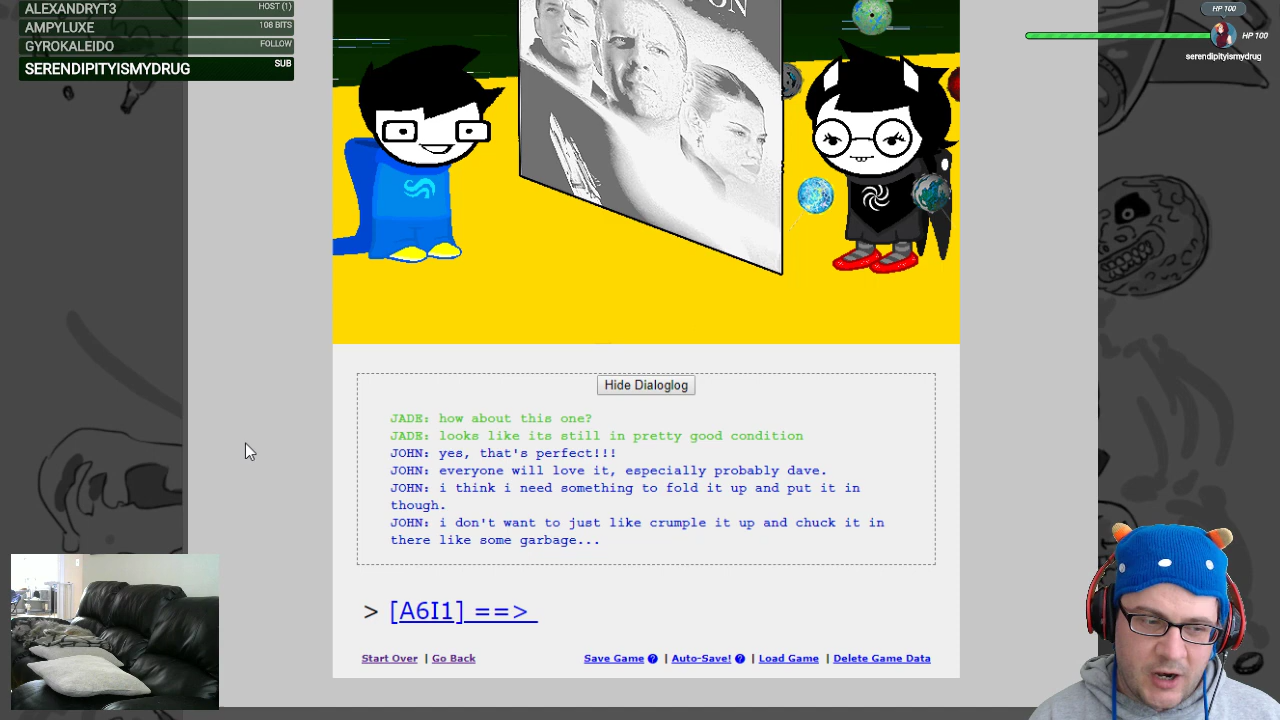 ALEXANDRYT3 HOST (1)
AMPYLUXE 108 BITS
GYROKALEIDO FOLLOW
SERENDIPITYISMYDRUG SUB
HP 100
HP 100
serendipityismydrug
ON
Hide Dialoglog
JADE: how about this one?
JADE: looks like its still in pretty good condition
JOHN: yes, that's perfect!!!
JOHN: everyone will love it, especially probably dave.
JOHN: i think i need something to fold it up and put it in
though.
JOHN: i don't want to just like crumple it up and chuck it in
there like some garbage...
> [A6I1] ==>
Start Over | Go Back Save Game ? | Auto-Save! ? | Load Game | Delete Game Data